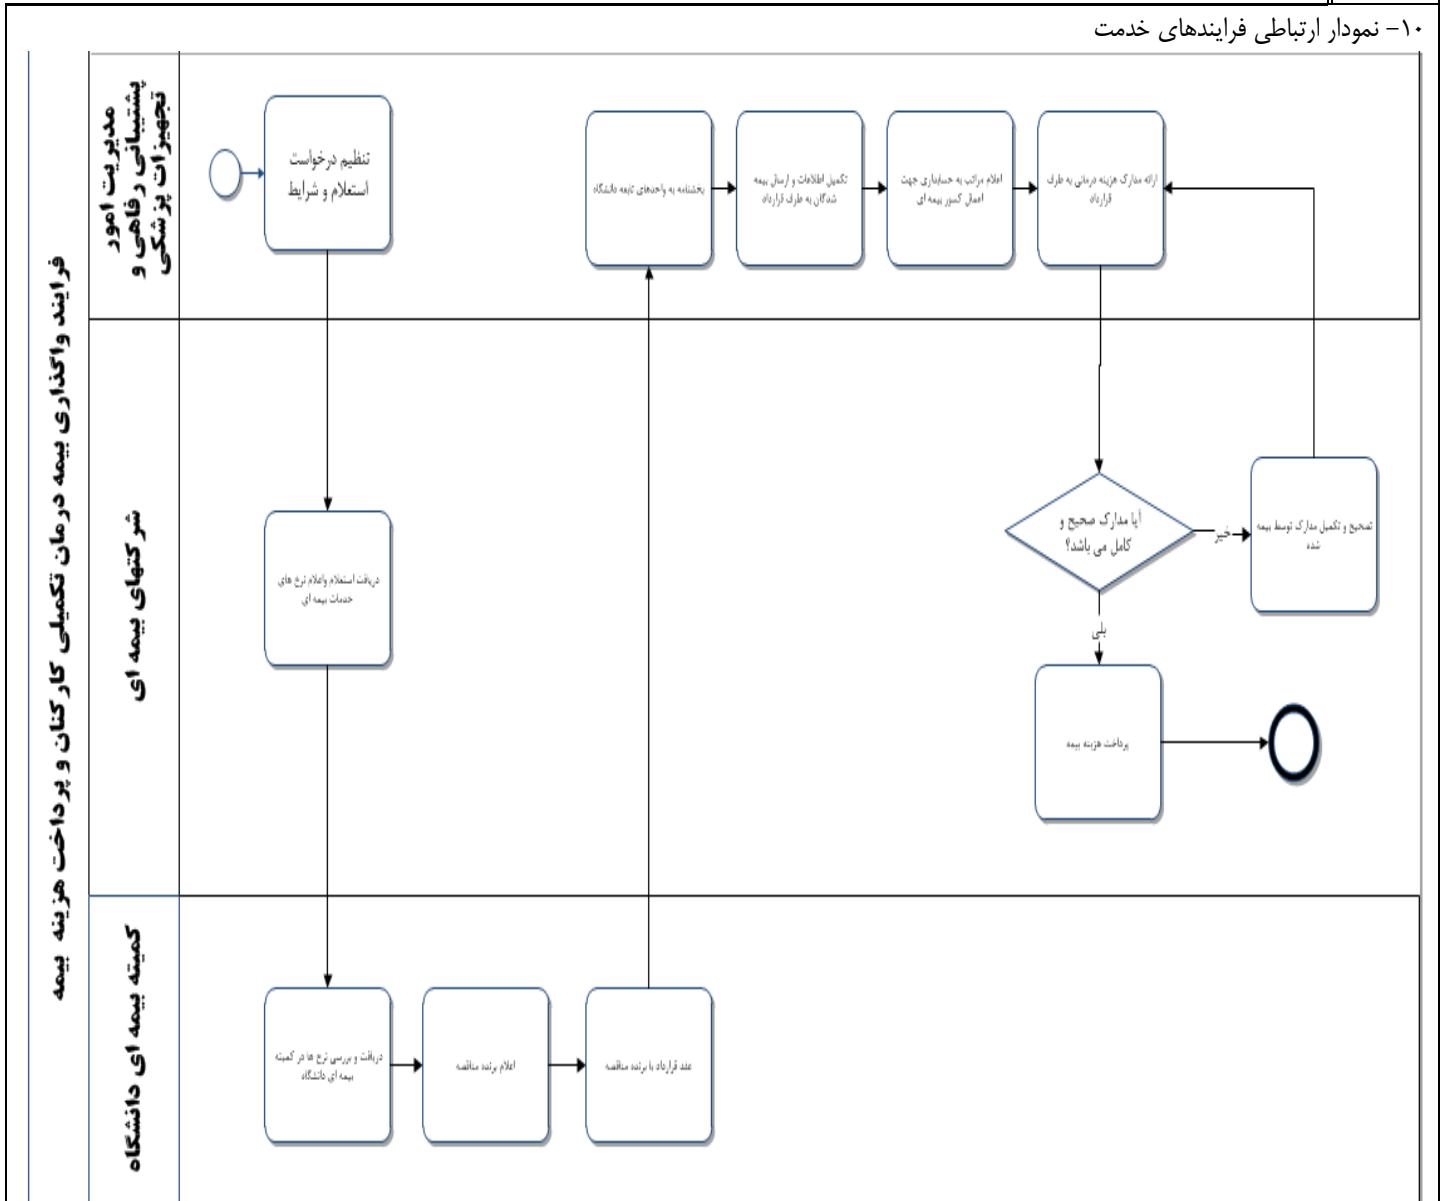 ۱۰- نمودار ارتباطی فرایندهای خدمت
فرایند واگذاری بیمه درمان تکمیلی کارکنان و پرداخت هزینه بیمه
مدیریت امور
پشتیبانی رفاهی و
تجهیزات پزشکی
تنظیم درخواست
استعلام و شرایط
بخشنامه به واحدهای تابعه دانشگاه
تکمیل اطلاعات و ارسال بیمه
شدگان به طرف قرارداد
اعلام مراتب به حسابداری جهت
اعمال کسور بیمه ای
ارائه مدارک هزینه درمانی به طرف
قرارداد
شرکتهای بیمه ای
دریافت استعلام واعلام نرخ های
خدمات بیمه ای
آیا مدارک صحیح و
کامل می باشد؟
خیر
تصحیح و تکمیل مدارک توسط بیمه
شده
بلی
پرداخت هزینه بیمه
کمیته بیمه ای دانشگاه
دریافت و بررسی نرخ ها در کمیته
بیمه ای دانشگاه
اعلام برنده مناقصه
عقد قرارداد با برنده مناقصه